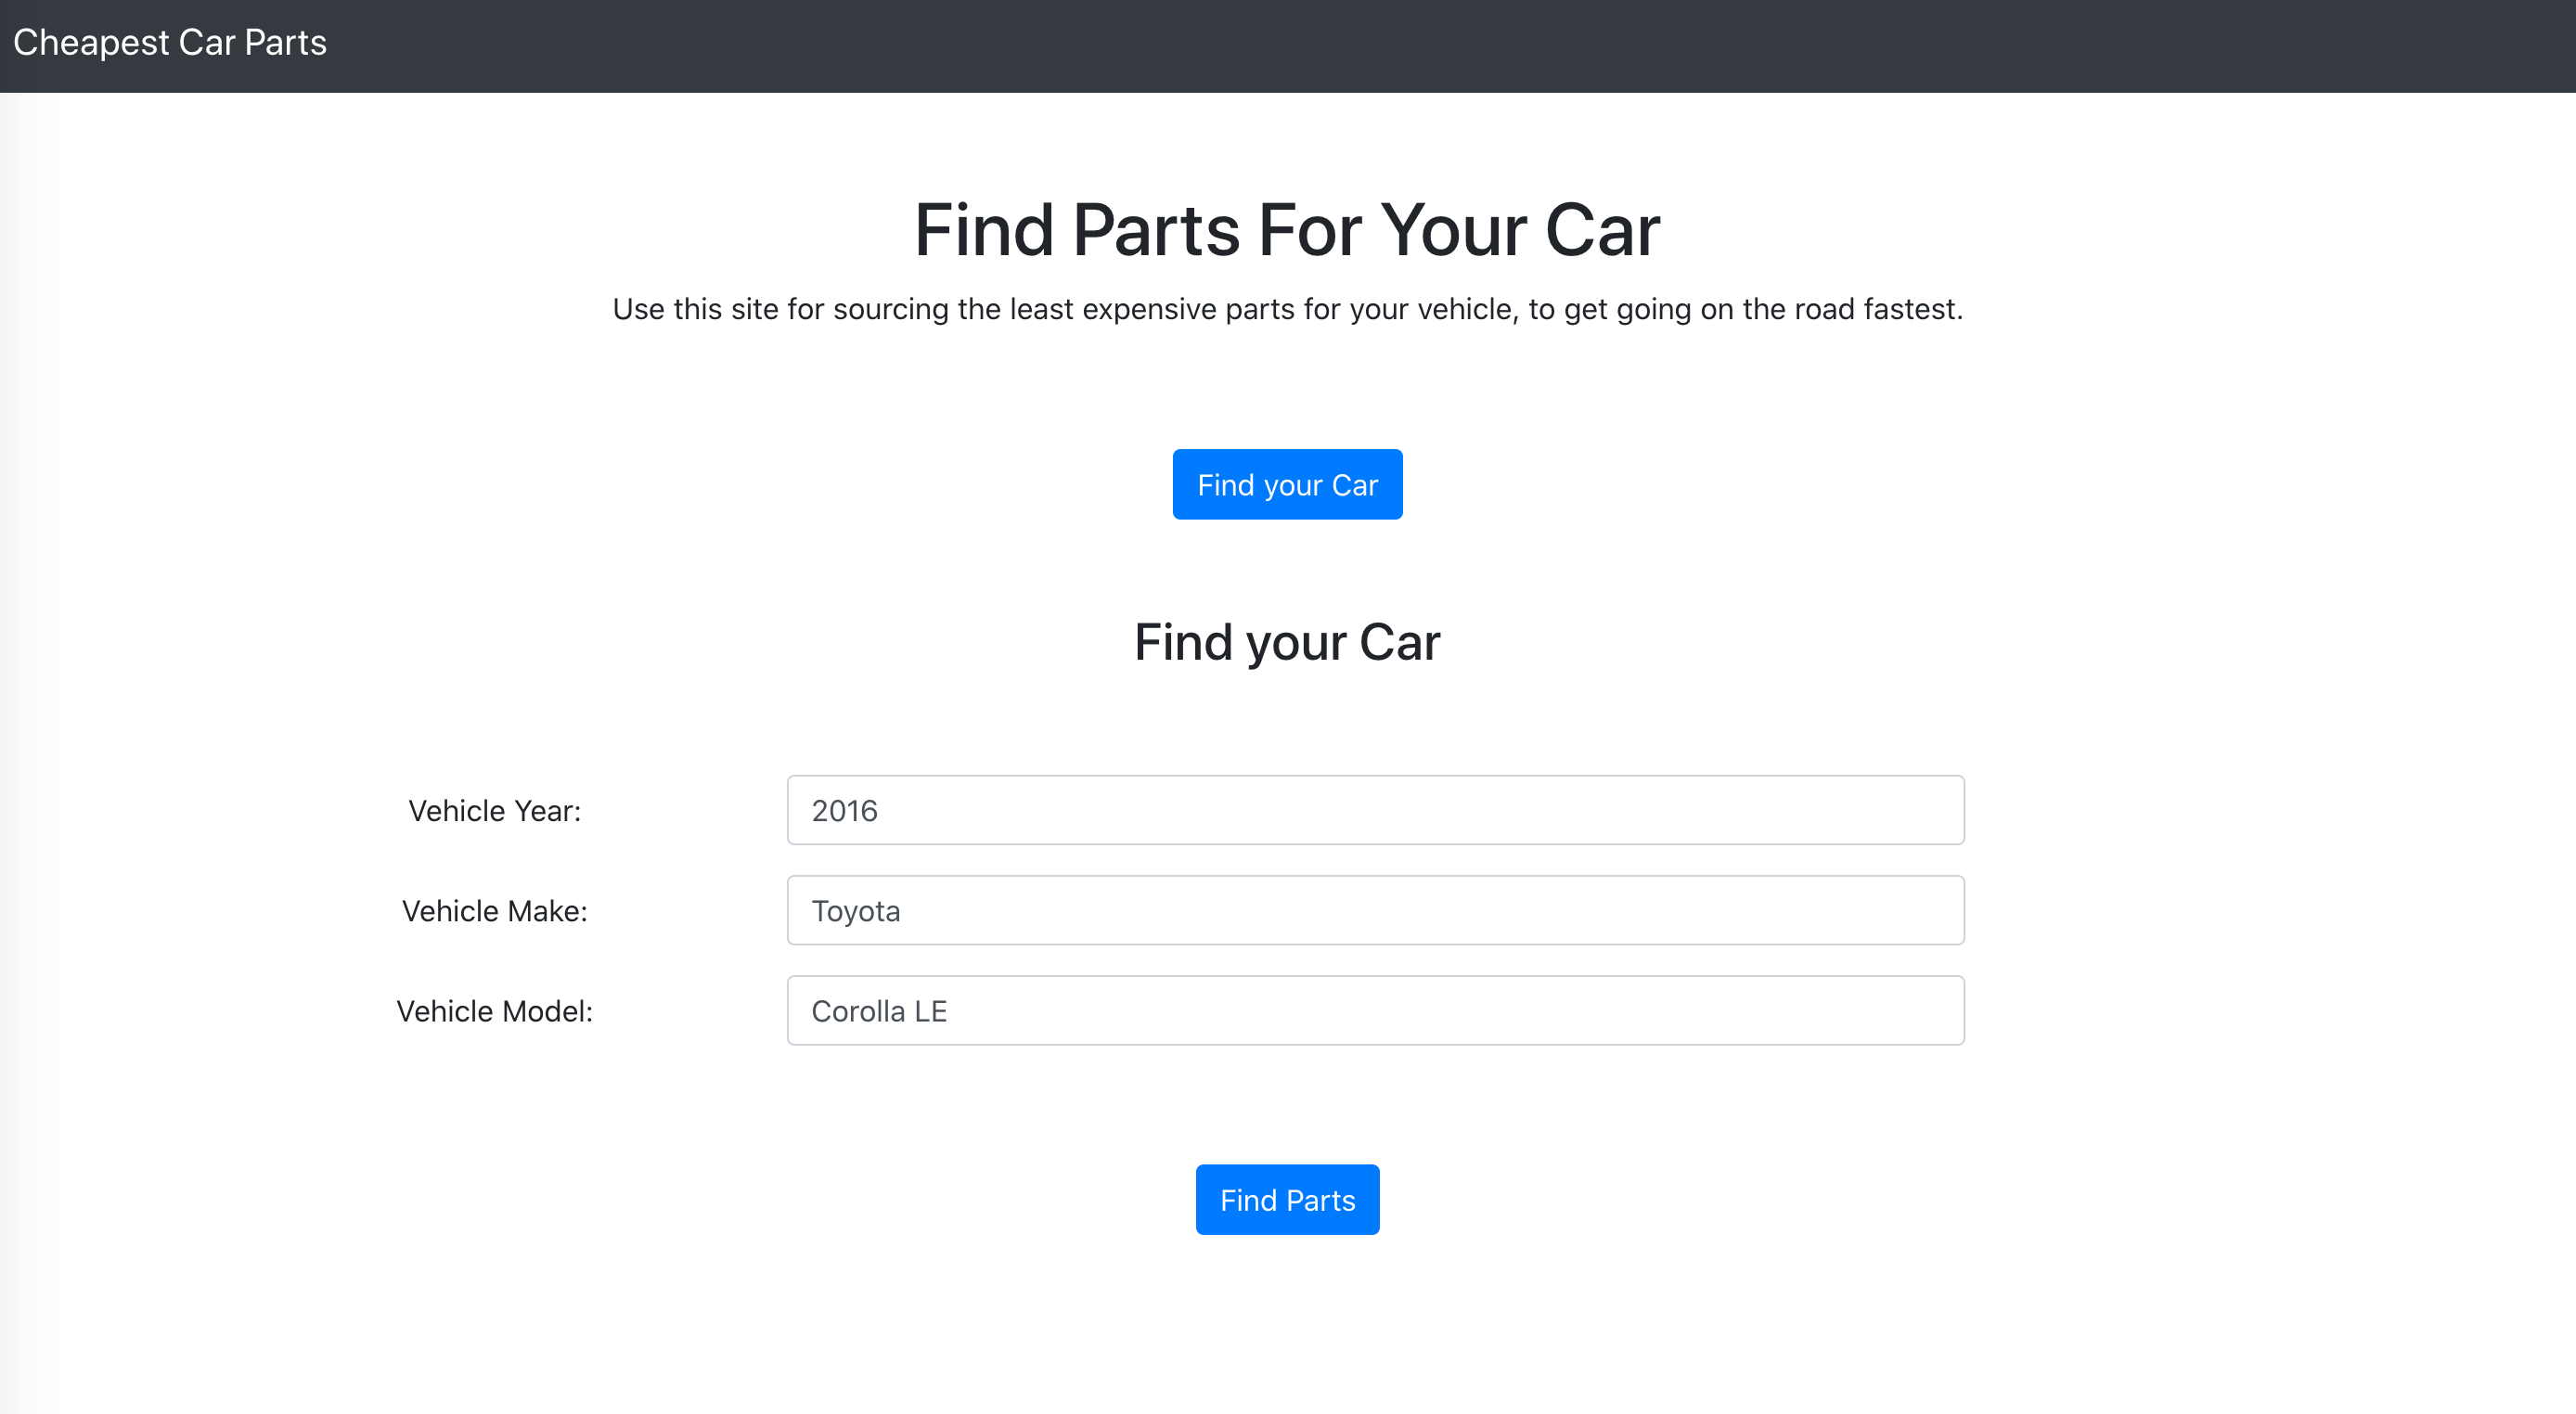 Cheapest Car Parts
Find Parts For Your Car
Use this site for sourcing the least expensive parts for your vehicle, to get going on the road fastest.
Find your Car
Find your Car
Vehicle Year: 2016
Vehicle Make: Toyota
Vehicle Model: Corolla LE
Find Parts